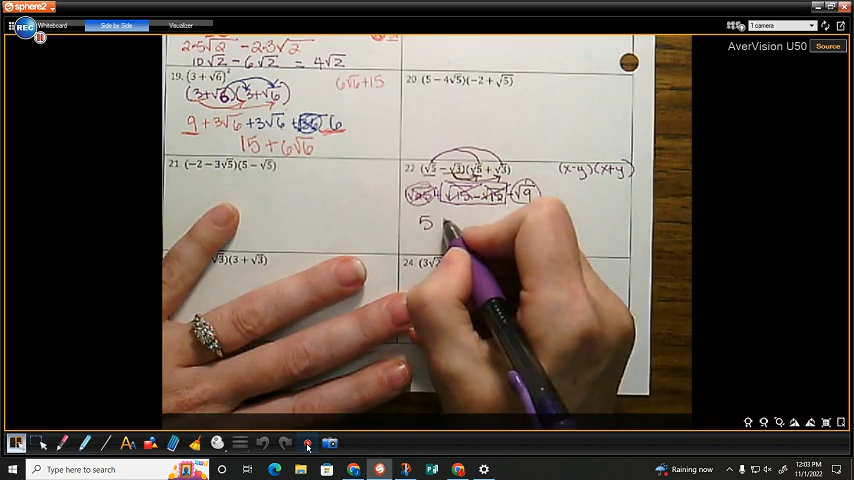 sphere2
REC
Whiteboard
Side by Side
Visualizer
1 camera
AverVision U50
Source
2·5√2 - 2·3√2
10√2 - 6√2 = 4√2
19. (3 + √6)²
(3+√6)(3+√6)
6√6+15
9 + 3√6 + 3√6 + √36 6
15 + 6√6
20. (5 - 4√5)(-2 + √5)
21. (-2 - 3√5)(5 - √5)
22. (√5 - √3)(√5 + √3)
(x-y)(x+y)
√25 + √15 - √15 + √9
5
√3)(3 + √3)
24. (3√2
Type here to search
Raining now
12:03 PM
11/1/2022